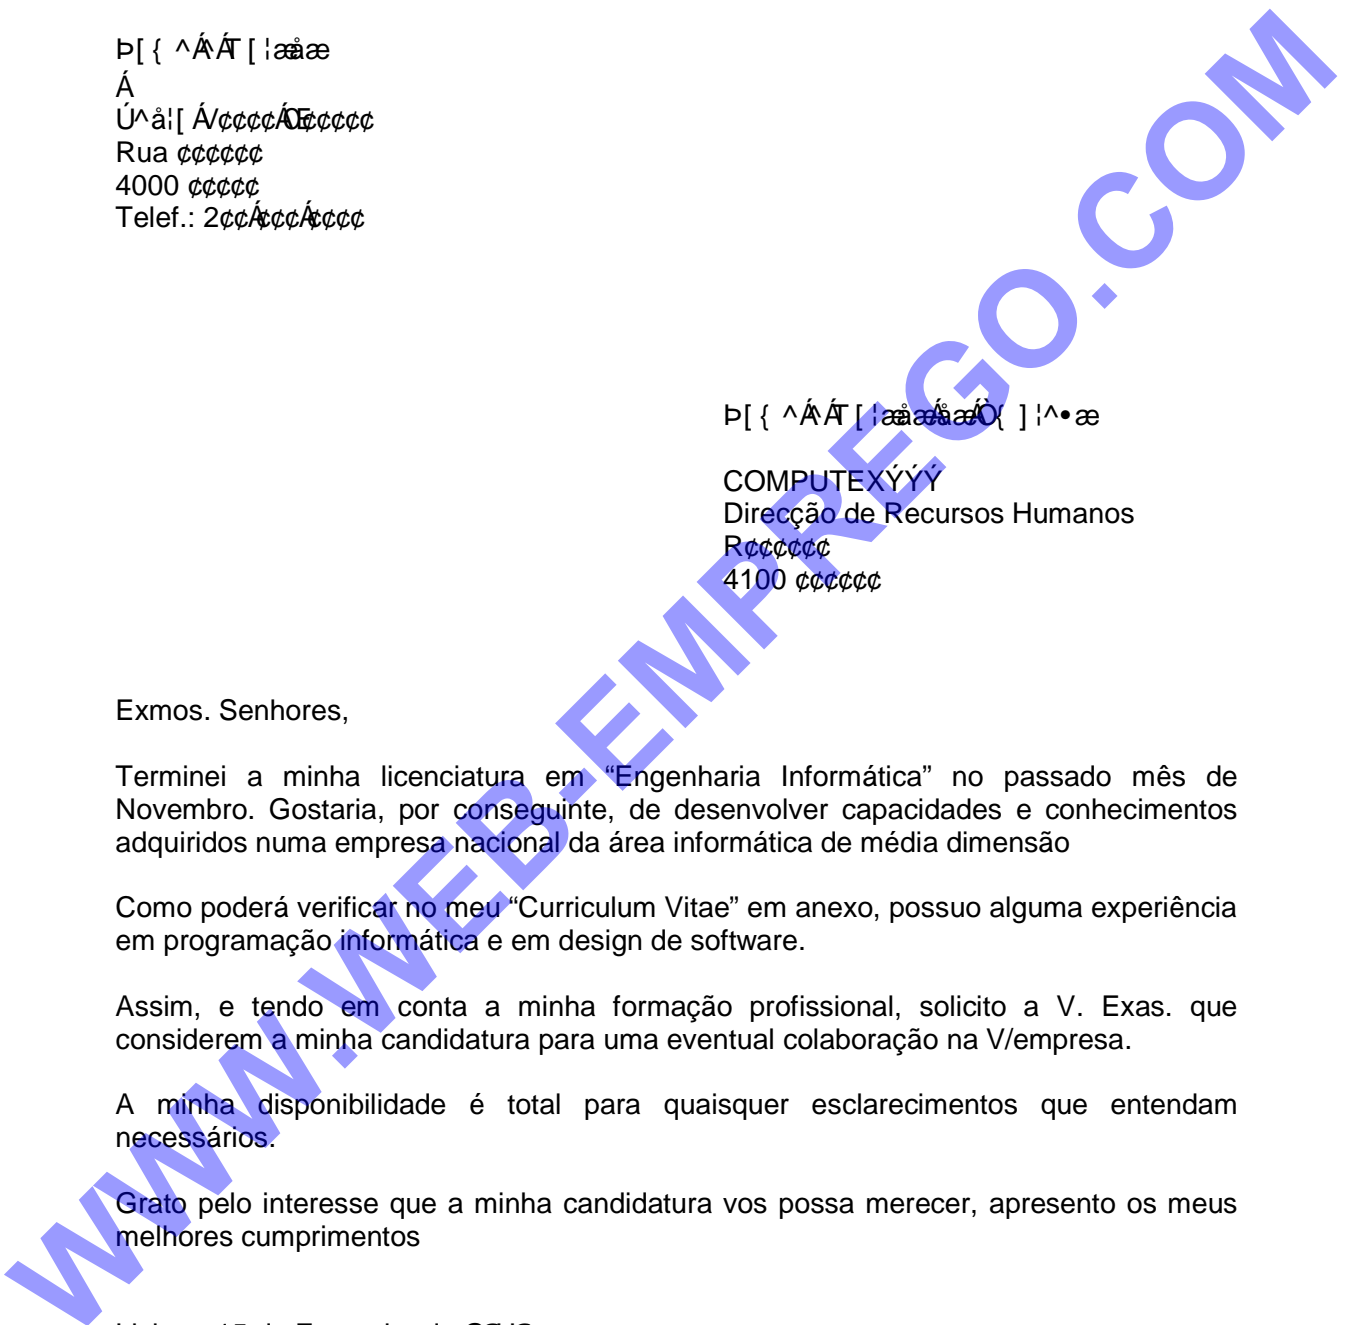 Rua
4000
Telef.: 2
COMPUTEXÝÝÝ
Direcção de Recursos Humanos
R¢¢¢¢¢¢
4100 ¢¢¢¢¢¢
Exmos. Senhores,
Terminei a minha licenciatura em “Engenharia Informática” no passado mês de
Novembro. Gostaria, por conseguinte, de desenvolver capacidades e conhecimentos
adquiridos numa empresa nacional da área informática de média dimensão
Como poderá verificar no meu “Curriculum Vitae” em anexo, possuo alguma experiência
em programação informática e em design de software.
Assim, e tendo em conta a minha formação profissional, solicito a V. Exas. que
considerem a minha candidatura para uma eventual colaboração na V/empresa.
A minha disponibilidade é total para quaisquer esclarecimentos que entendam
necessários.
Grato pelo interesse que a minha candidatura vos possa merecer, apresento os meus
melhores cumprimentos
WWW.WEB-EMPREGO.COM